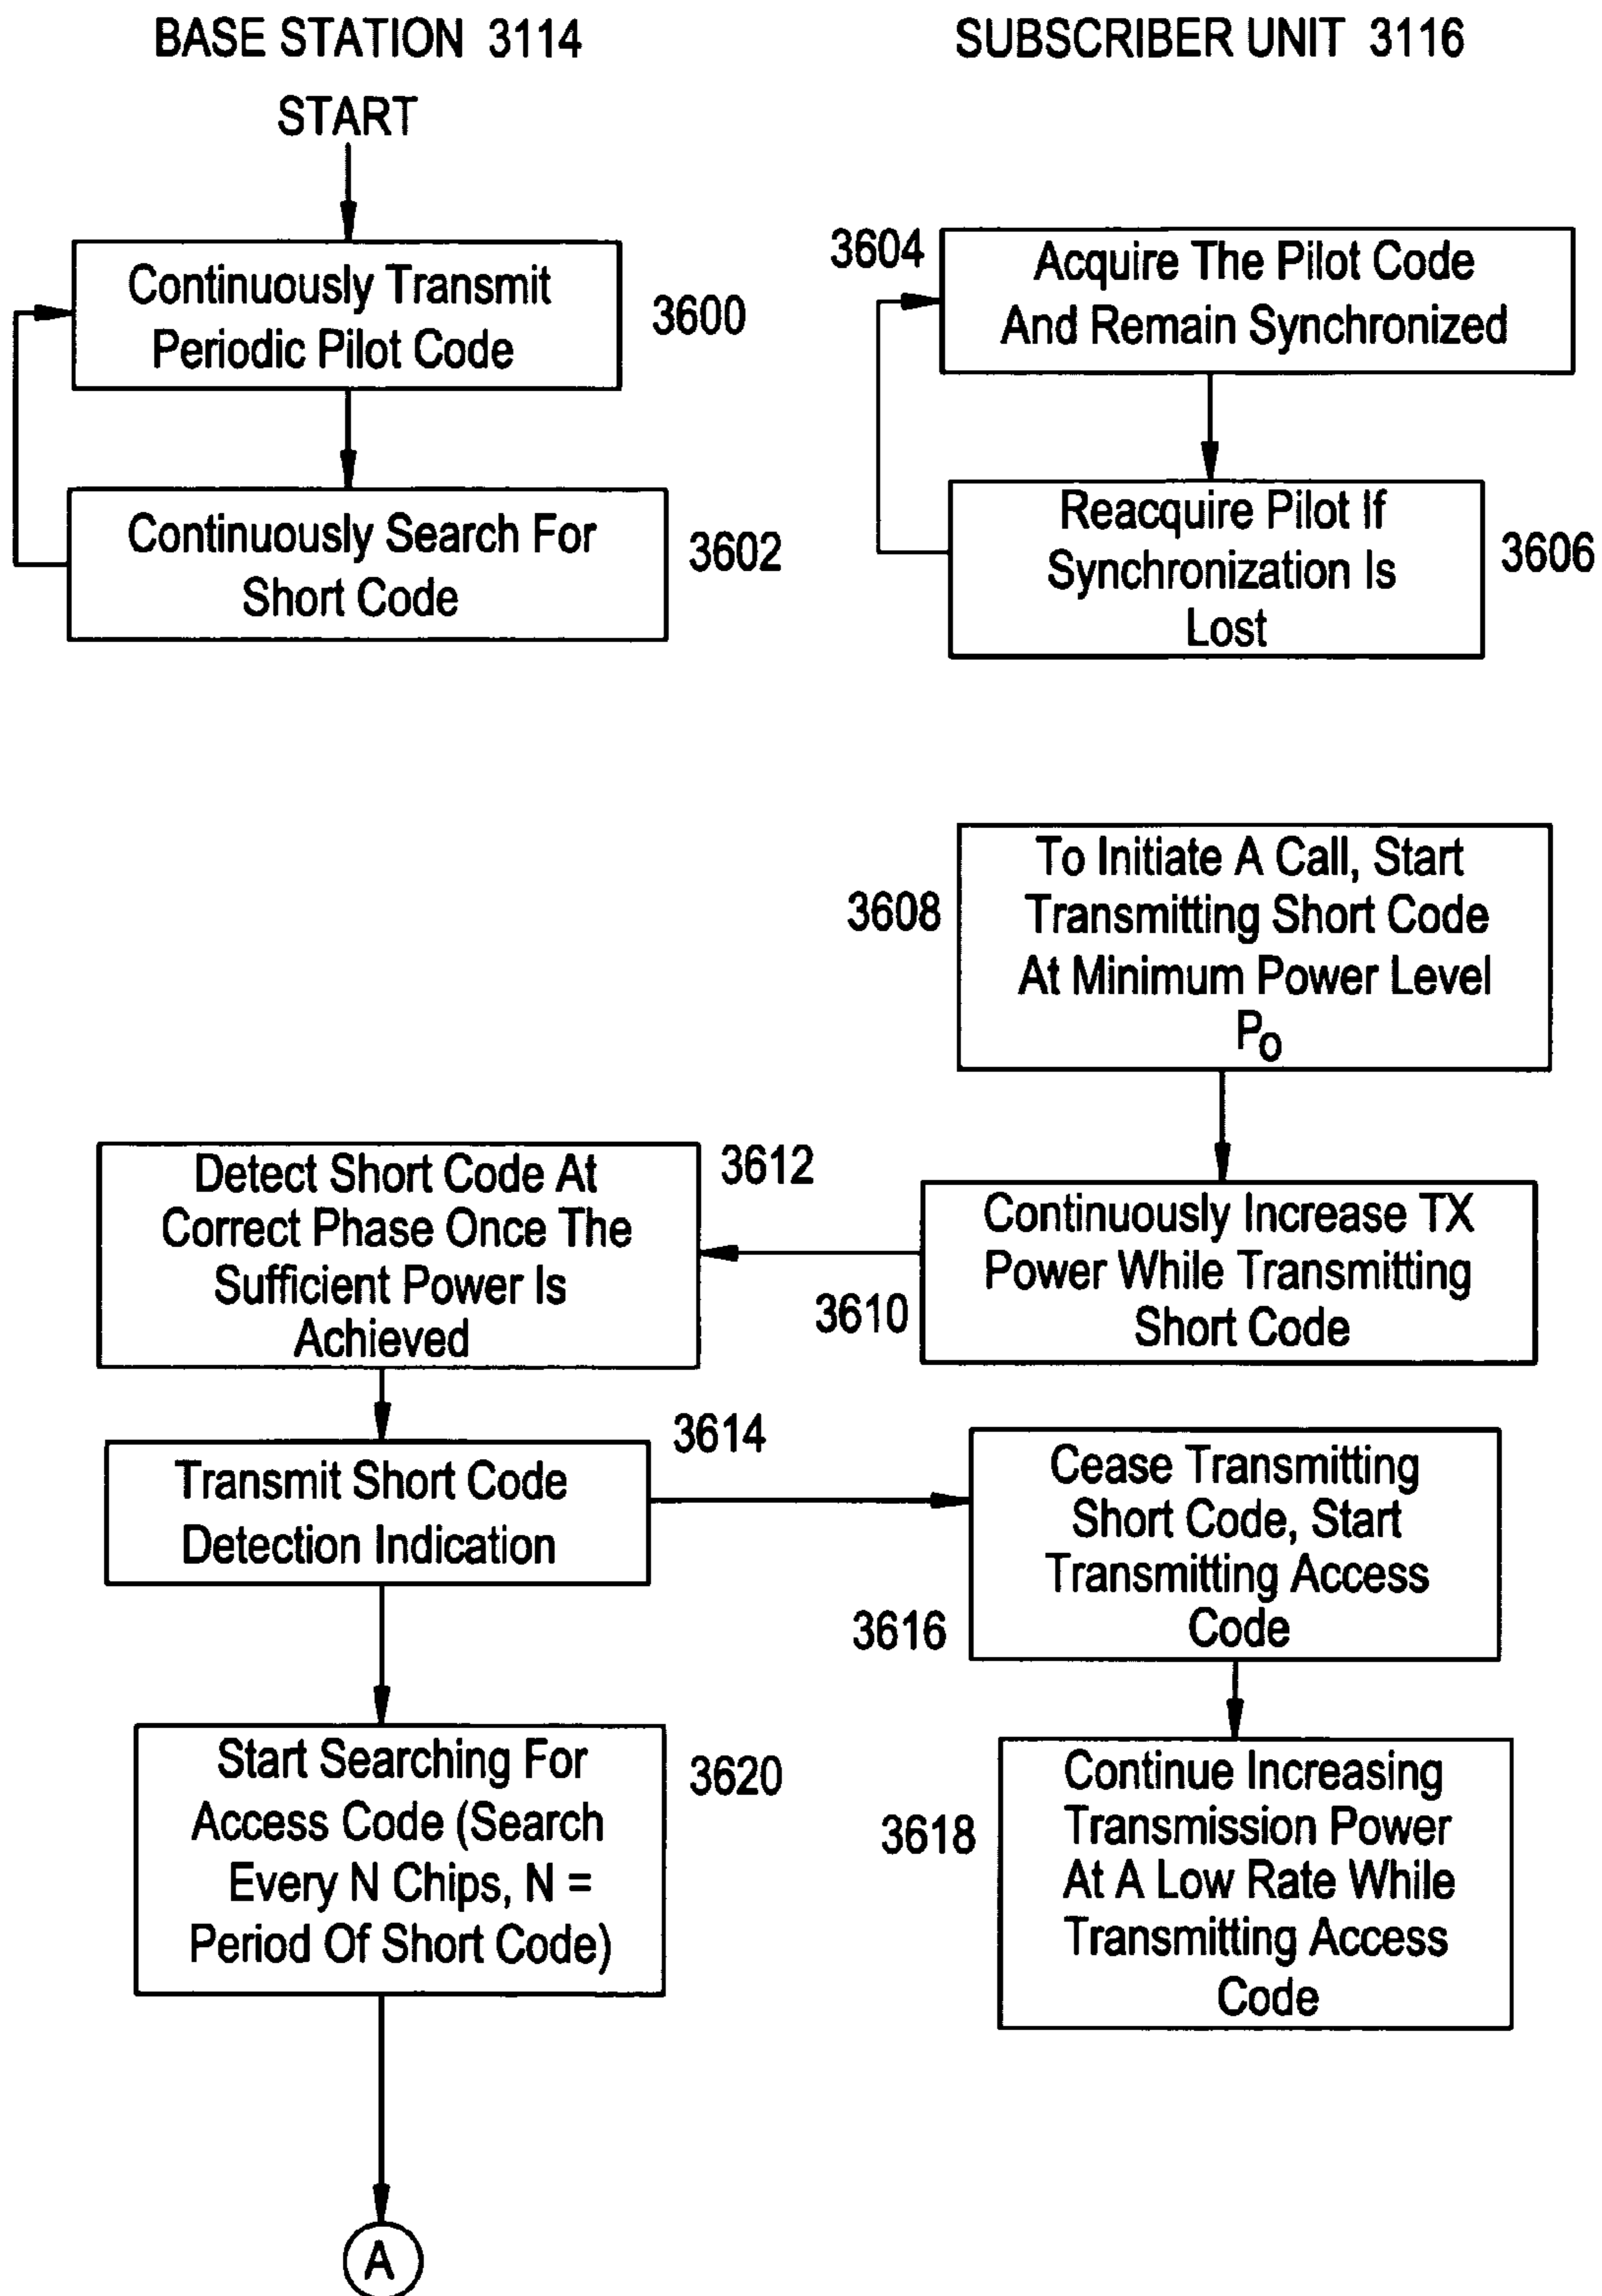 BASE STATION 3114
SUBSCRIBER UNIT 3116
START
Continuously Transmit
Periodic Pilot Code
3600
3604
Acquire The Pilot Code
And Remain Synchronized
Continuously Search For
Short Code
3602
Reacquire Pilot If
Synchronization Is
Lost
3606
3608
To Initiate A Call, Start
Transmitting Short Code
At Minimum Power Level
Po
Detect Short Code At
Correct Phase Once The
Sufficient Power Is
Achieved
3612
Continuously Increase TX
Power While Transmitting
Short Code
3610
3614
Transmit Short Code
Detection Indication
Cease Transmitting
Short Code, Start
Transmitting Access
Code
3616
Start Searching For
Access Code (Search
Every N Chips, N =
Period Of Short Code)
3620
3618
Continue Increasing
Transmission Power
At A Low Rate While
Transmitting Access
Code
A